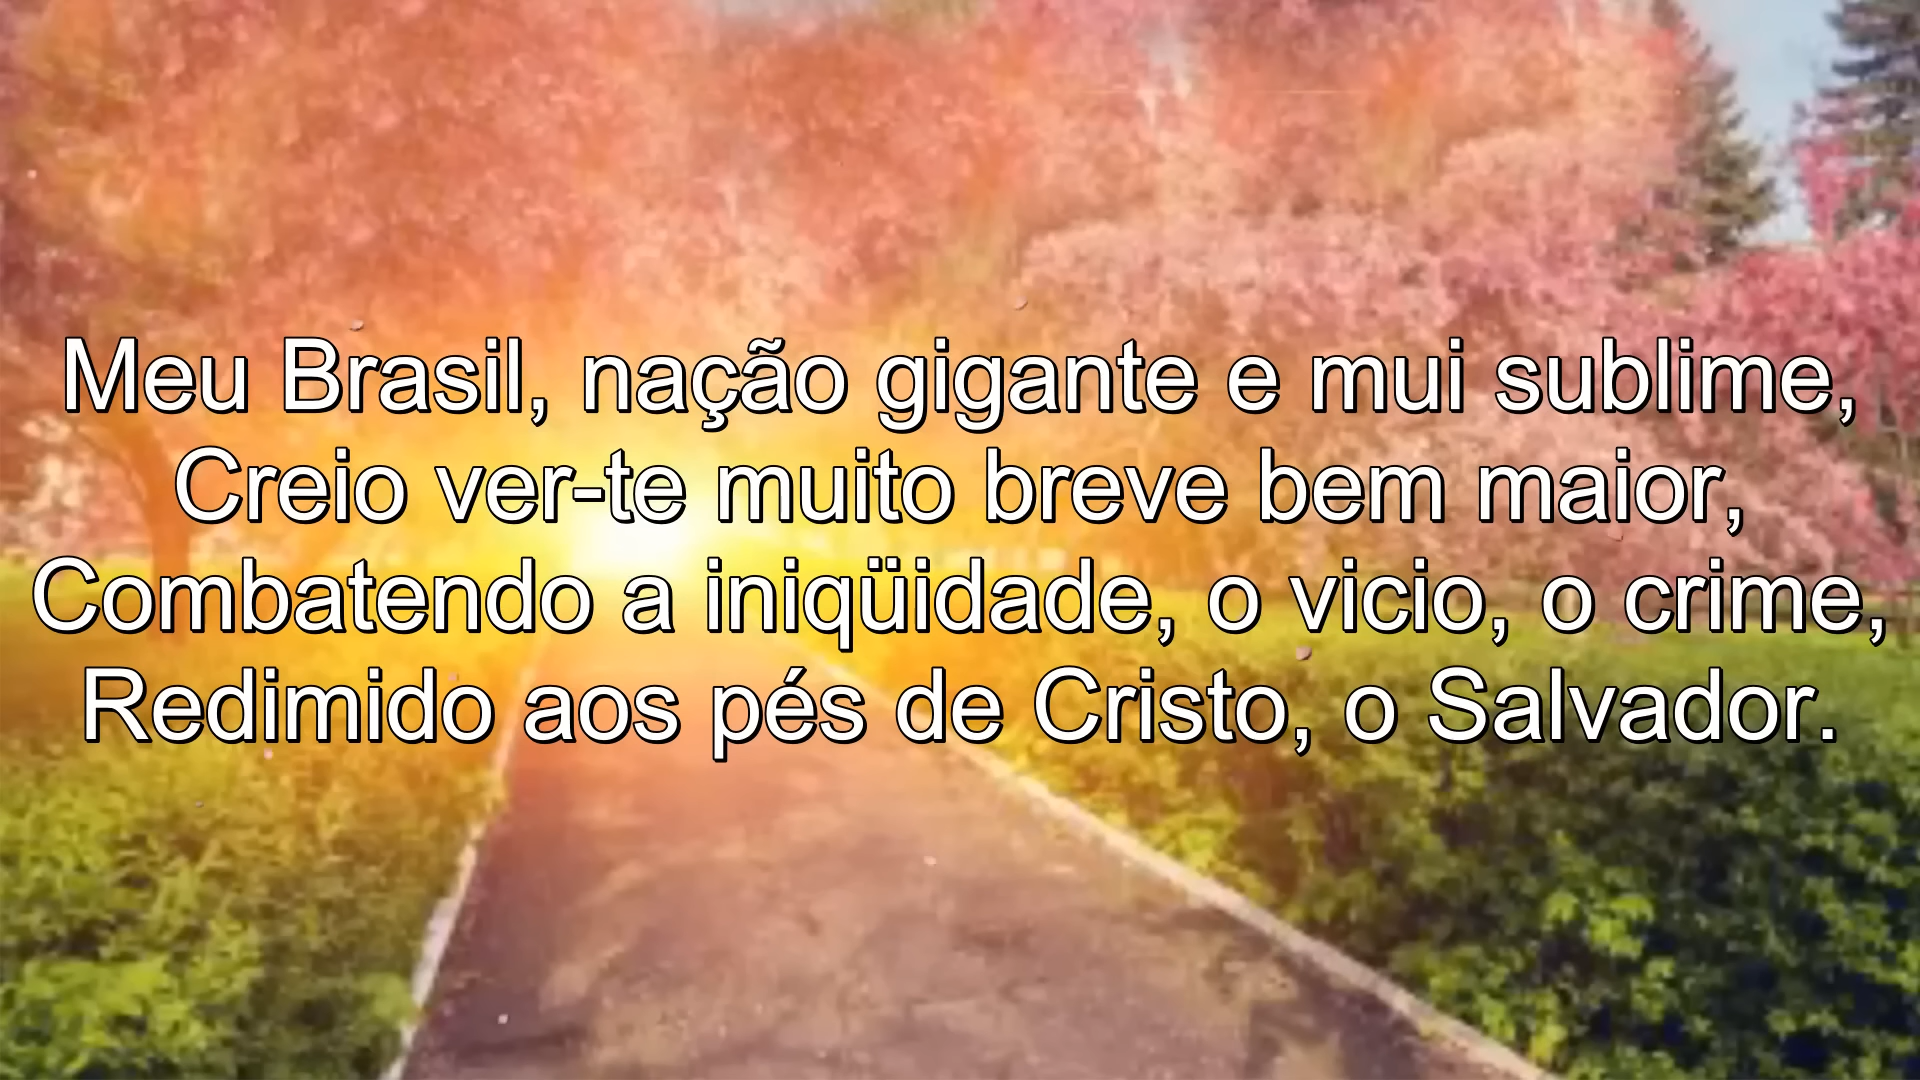 Meu Brasil, nação gigante e mui sublime,
Creio ver-te muito breve bem maior,
Combatendo a iniqüidade, o vicio, o crime,
Redimido aos pés de Cristo, o Salvador.